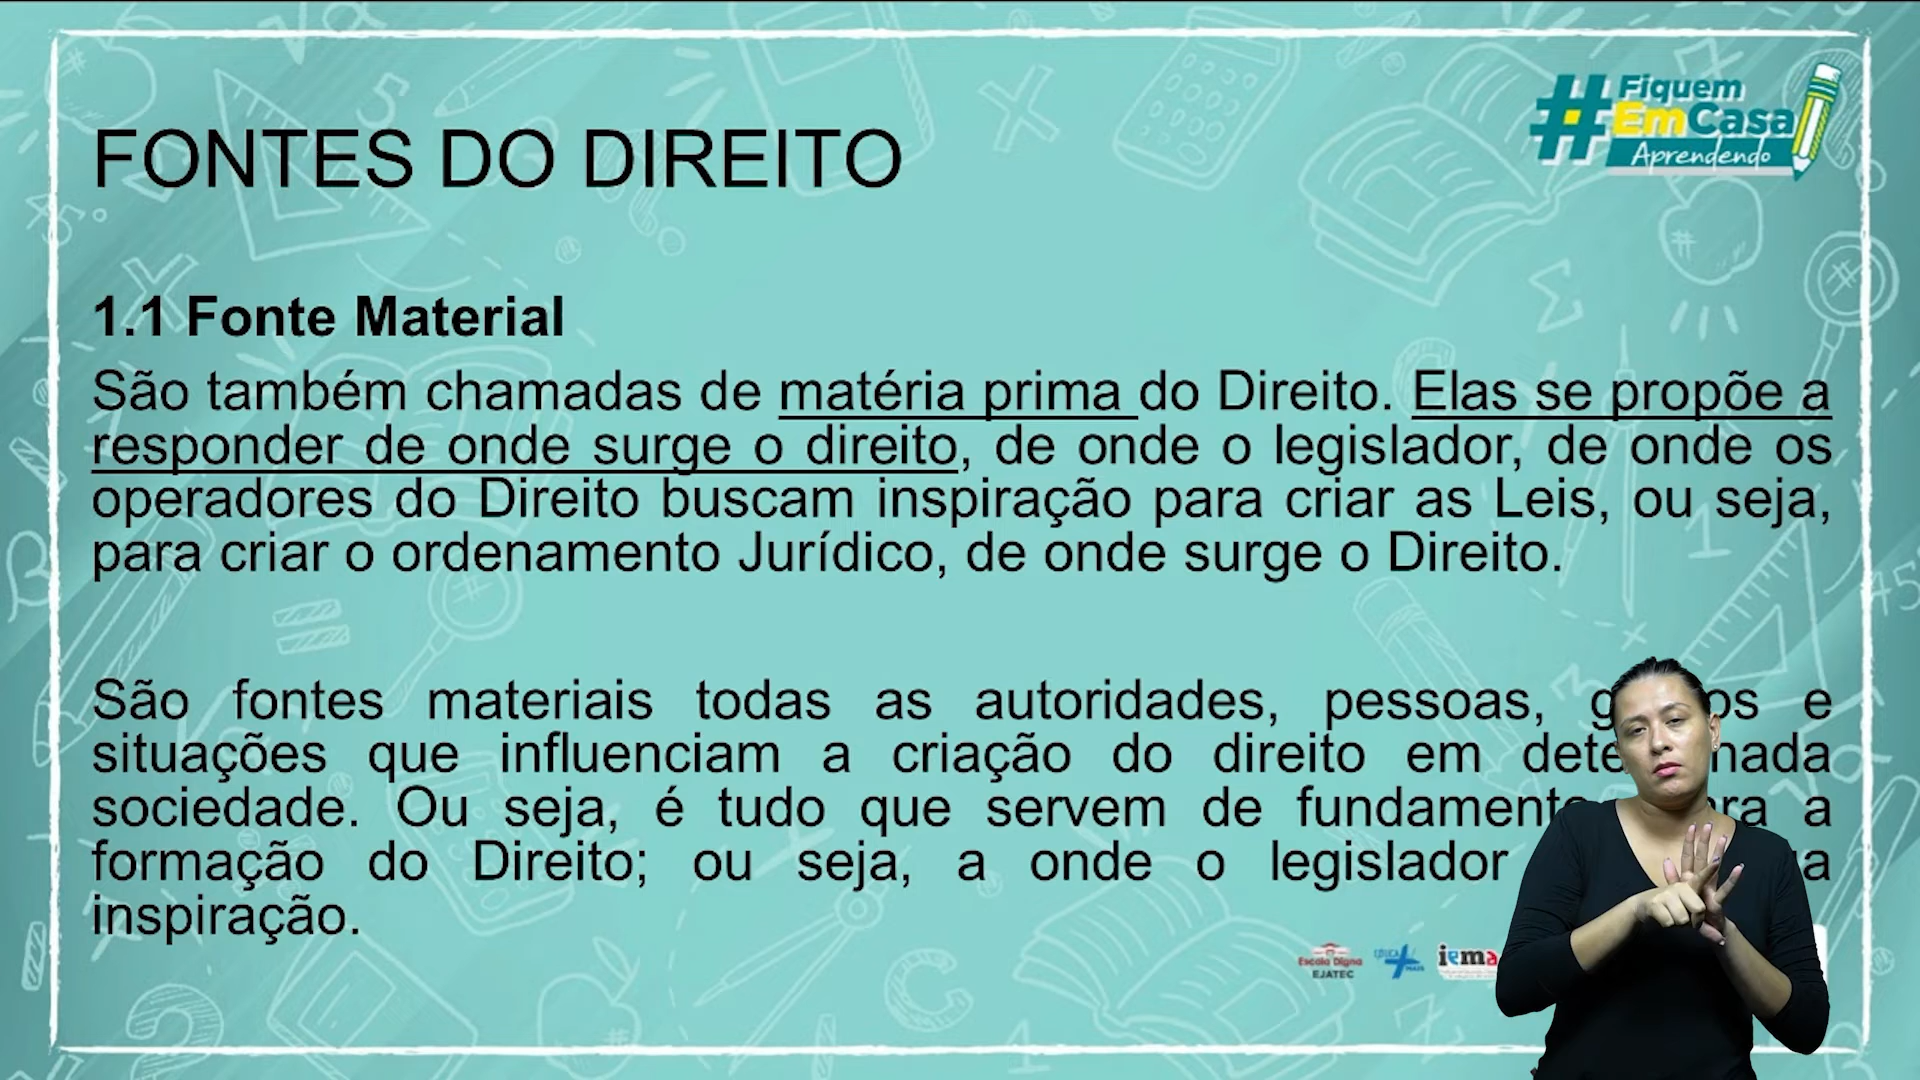 FONTES DO DIREITO
#Fiquem
EmCasa
Aprendendo
1.1 Fonte Material
São também chamadas de matéria prima do Direito. Elas se propõe a
responder de onde surge o direito, de onde o legislador, de onde os
operadores do Direito buscam inspiração para criar as Leis, ou seja,
para criar o ordenamento Jurídico, de onde surge o Direito.
São fontes materiais todas as autoridades, pessoas, e
situações que influenciam a criação do direito em
sociedade. Ou seja, é tudo que servem de a
formação do Direito; ou seja, a onde o legislador
inspiração.
Escola Digna
EJATEC
iema